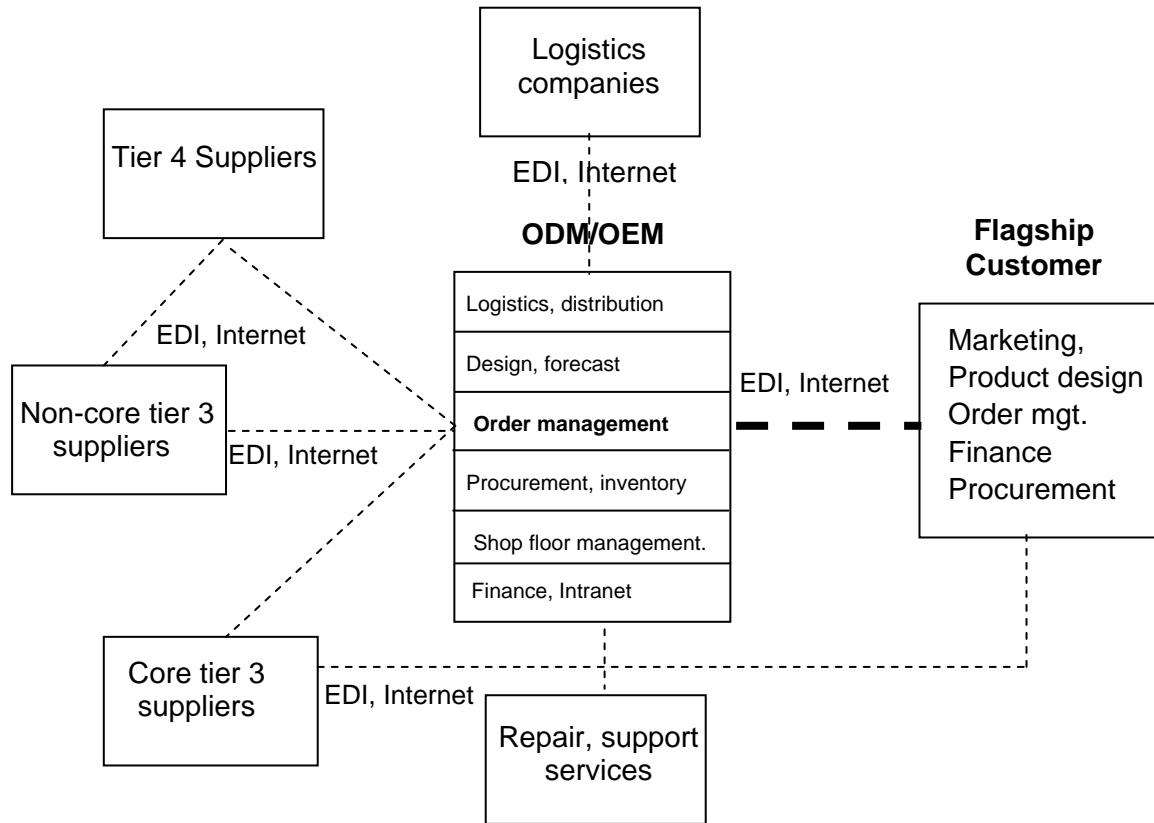 Logistics
companies
Tier 4 Suppliers
EDI, Internet
ODM/OEM
Flagship
Customer
Logistics, distribution
EDI, Internet
Marketing,
Product design
Order mgt.
Finance
Procurement
Design, forecast
EDI, Internet
Non-core tier 3
suppliers
Order management
EDI, Internet
Procurement, inventory
Shop floor management.
Finance, Intranet
Core tier 3
suppliers
EDI, Internet
Repair, support
services